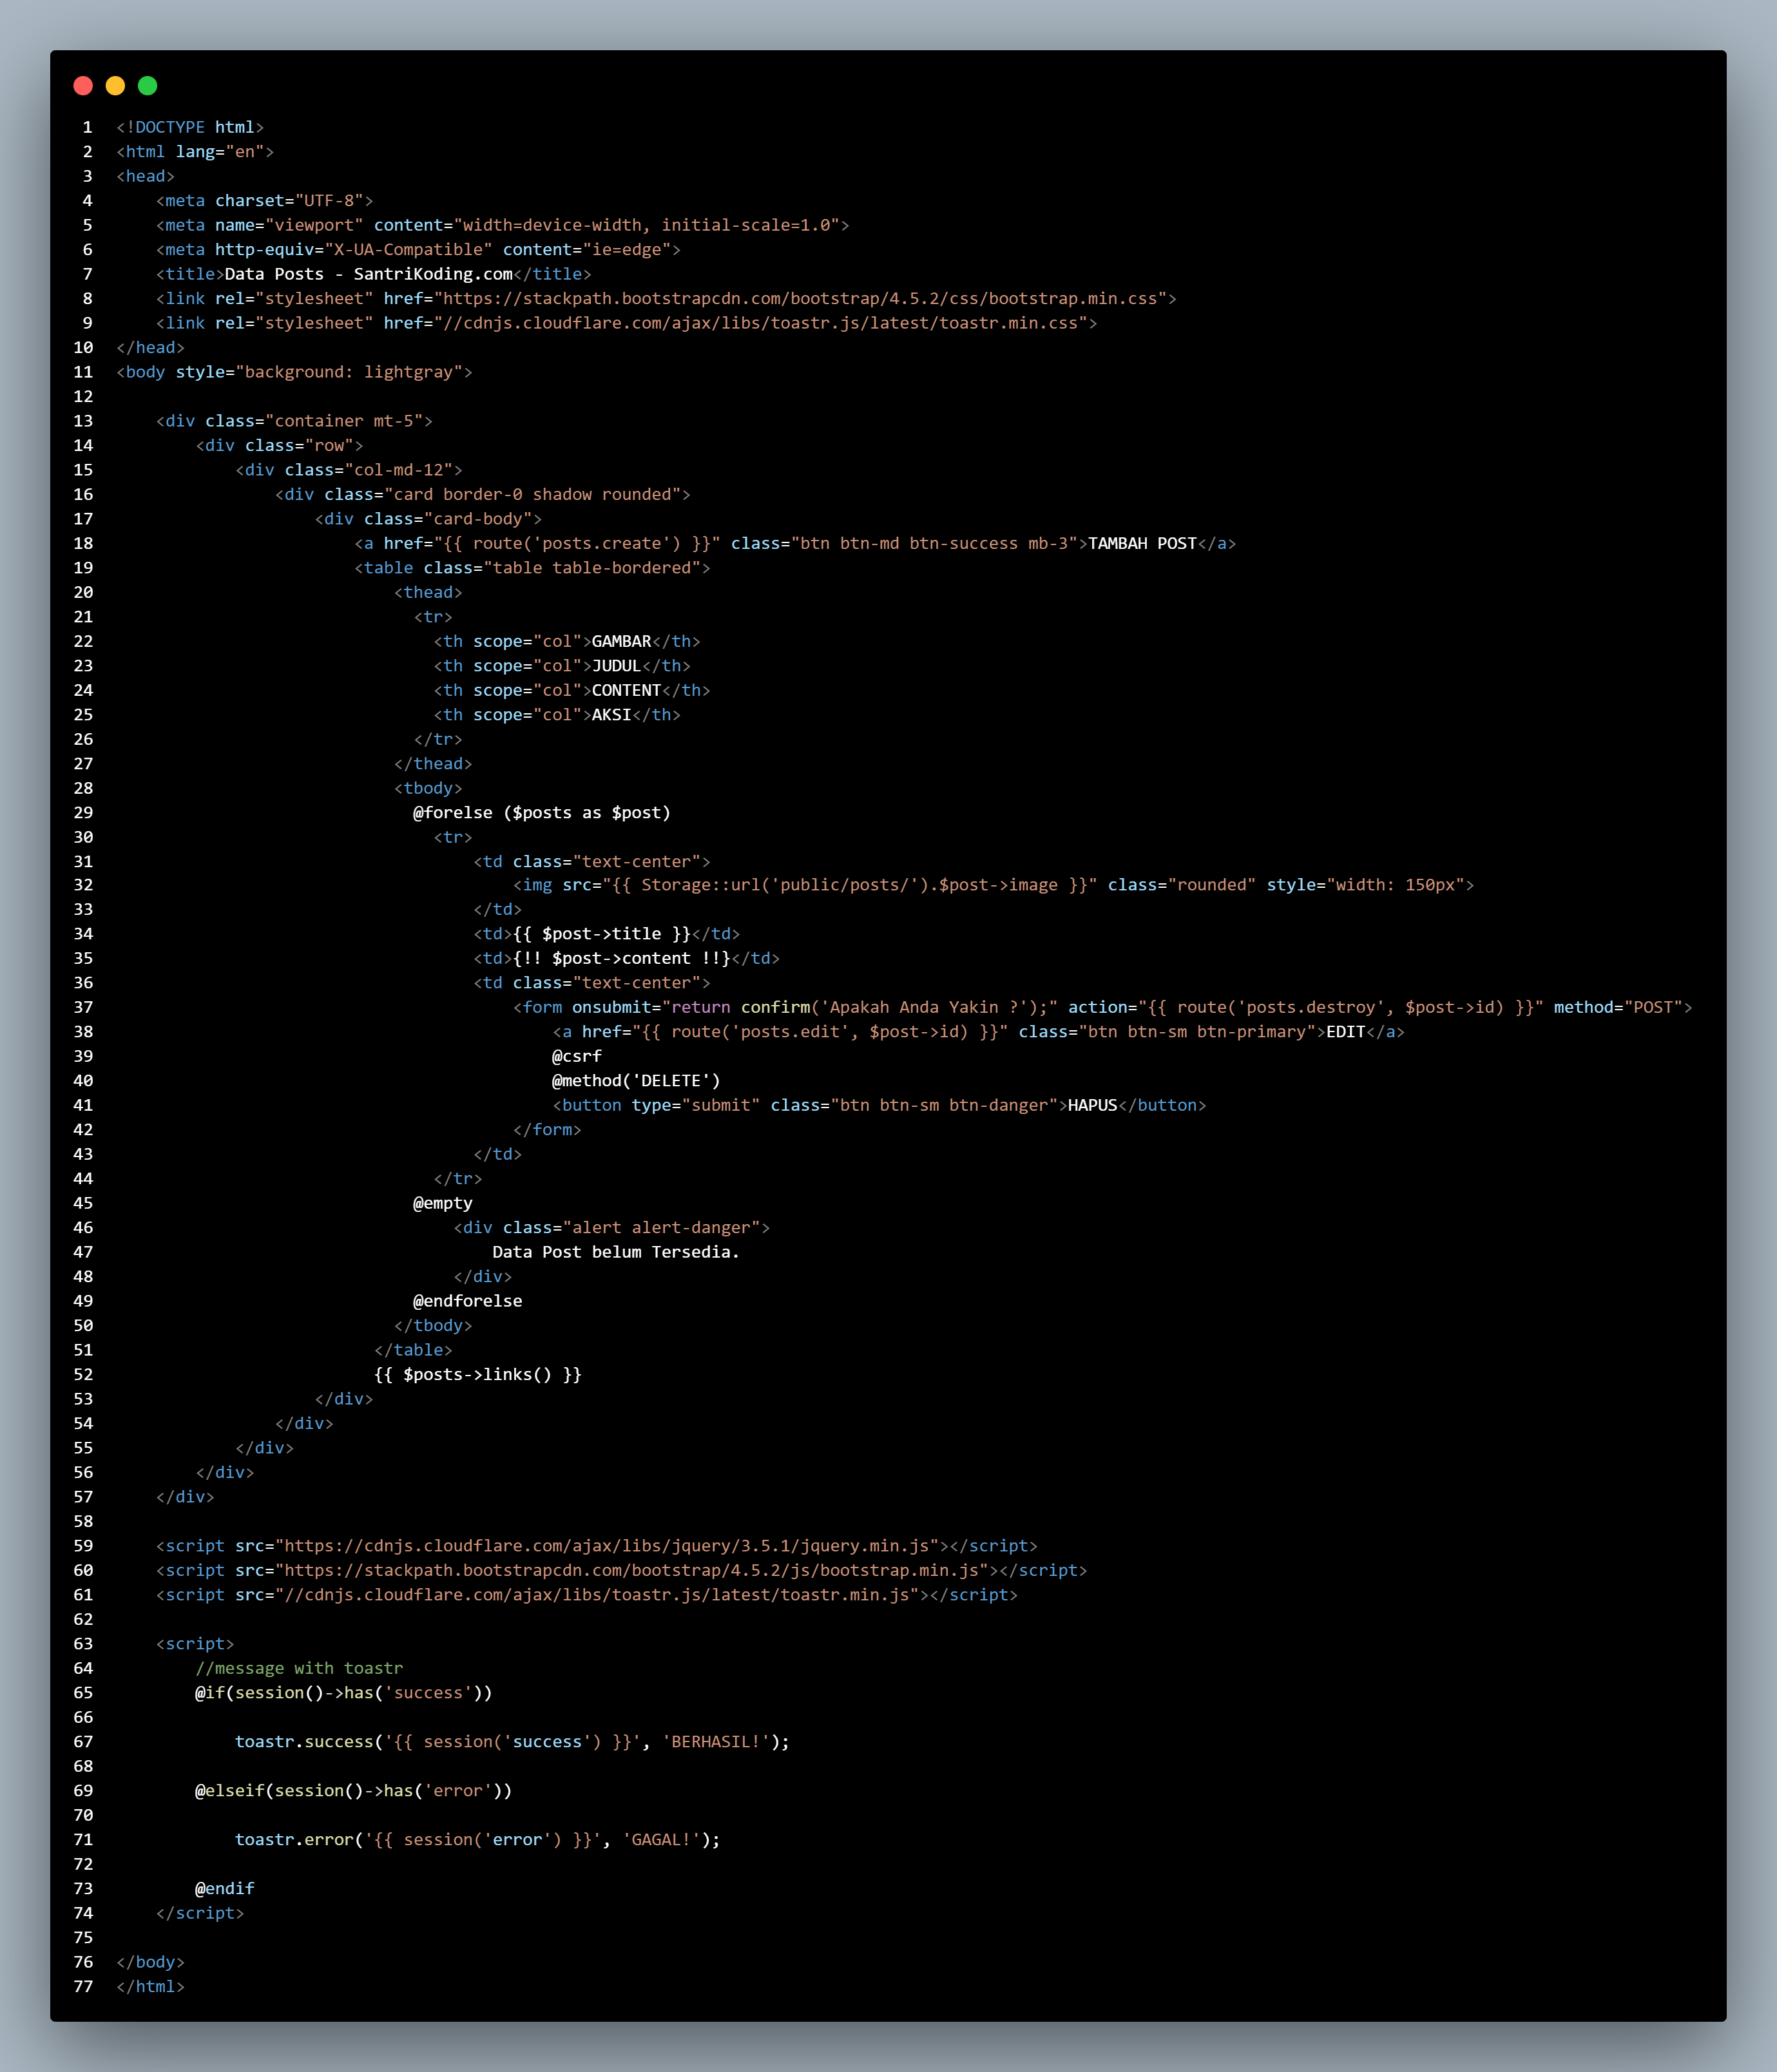 1 <!DOCTYPE html>
2 <html lang="en">
3 <head>
4     <meta charset="UTF-8">
5     <meta name="viewport" content="width=device-width, initial-scale=1.0">
6     <meta http-equiv="X-UA-Compatible" content="ie=edge">
7     <title>Data Posts - SantriKoding.com</title>
8     <link rel="stylesheet" href="https://stackpath.bootstrapcdn.com/bootstrap/4.5.2/css/bootstrap.min.css">
9     <link rel="stylesheet" href="//cdnjs.cloudflare.com/ajax/libs/toastr.js/latest/toastr.min.css">
10 </head>
11 <body style="background: lightgray">
12
13     <div class="container mt-5">
14         <div class="row">
15             <div class="col-md-12">
16                 <div class="card border-0 shadow rounded">
17                     <div class="card-body">
18                         <a href="{{ route('posts.create') }}" class="btn btn-md btn-success mb-3">TAMBAH POST</a>
19                         <table class="table table-bordered">
20                             <thead>
21                               <tr>
22                                 <th scope="col">GAMBAR</th>
23                                 <th scope="col">JUDUL</th>
24                                 <th scope="col">CONTENT</th>
25                                 <th scope="col">AKSI</th>
26                               </tr>
27                             </thead>
28                             <tbody>
29                               @forelse ($posts as $post)
30                                 <tr>
31                                     <td class="text-center">
32                                         <img src="{{ Storage::url('public/posts/').$post->image }}" class="rounded" style="width: 150px">
33                                     </td>
34                                     <td>{{ $post->title }}</td>
35                                     <td>{!! $post->content !!}</td>
36                                     <td class="text-center">
37                                         <form onsubmit="return confirm('Apakah Anda Yakin ?');" action="{{ route('posts.destroy', $post->id) }}" method="POST">
38                                             <a href="{{ route('posts.edit', $post->id) }}" class="btn btn-sm btn-primary">EDIT</a>
39                                             @csrf
40                                             @method('DELETE')
41                                             <button type="submit" class="btn btn-sm btn-danger">HAPUS</button>
42                                         </form>
43                                     </td>
44                                 </tr>
45                               @empty
46                                   <div class="alert alert-danger">
47                                       Data Post belum Tersedia.
48                                   </div>
49                               @endforelse
50                             </tbody>
51                           </table>
52                           {{ $posts->links() }}
53                     </div>
54                 </div>
55             </div>
56         </div>
57     </div>
58
59     <script src="https://cdnjs.cloudflare.com/ajax/libs/jquery/3.5.1/jquery.min.js"></script>
60     <script src="https://stackpath.bootstrapcdn.com/bootstrap/4.5.2/js/bootstrap.min.js"></script>
61     <script src="//cdnjs.cloudflare.com/ajax/libs/toastr.js/latest/toastr.min.js"></script>
62
63     <script>
64         //message with toastr
65         @if(session()->has('success'))
66
67             toastr.success('{{ session('success') }}', 'BERHASIL!');
68
69         @elseif(session()->has('error'))
70
71             toastr.error('{{ session('error') }}', 'GAGAL!');
72
73         @endif
74     </script>
75
76 </body>
77 </html>